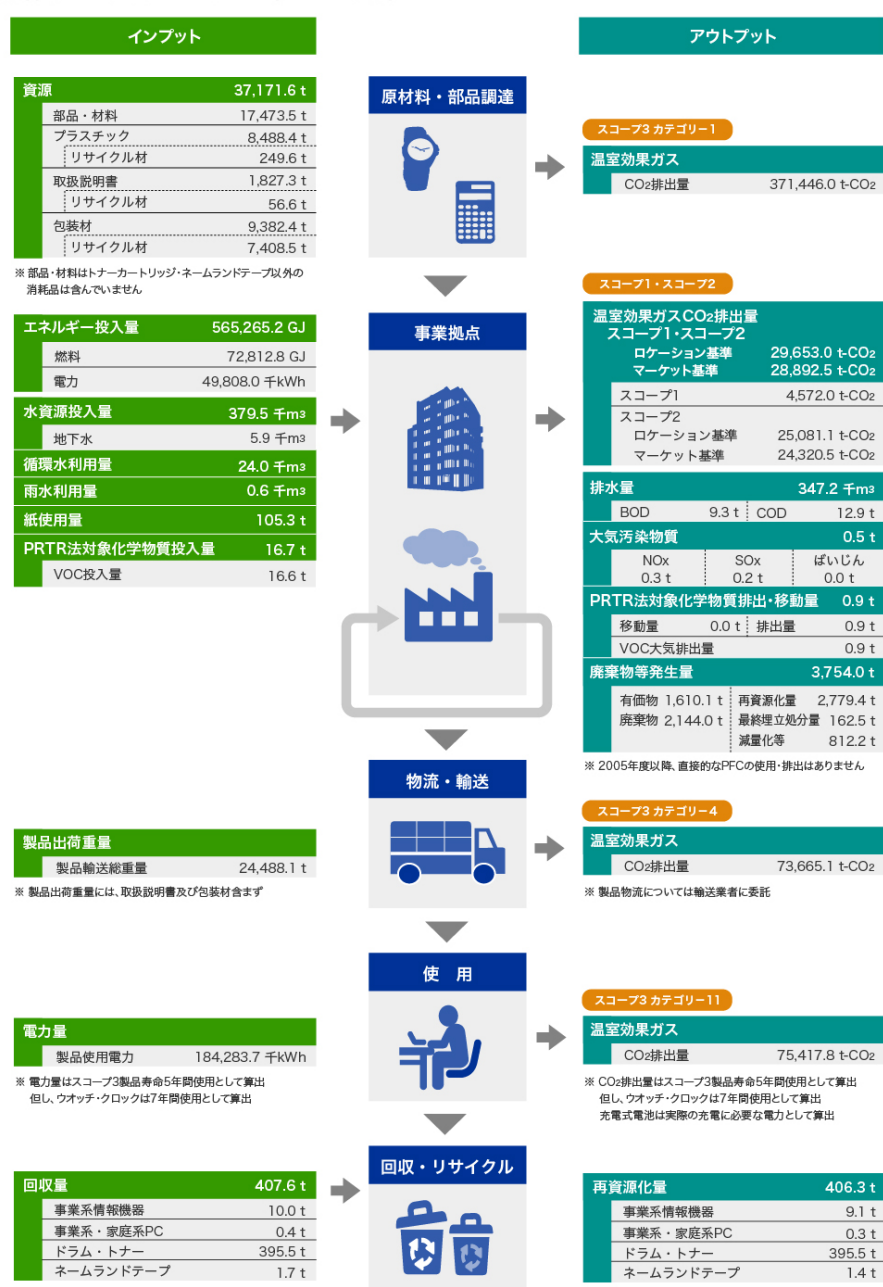 インプット
アウトプット
資源 37,171.6 t
部品・材料 17,473.5 t
プラスチック 8,488.4 t
リサイクル材 249.6 t
取扱説明書 1,827.3 t
リサイクル材 56.6 t
包装材 9,382.4 t
リサイクル材 7,408.5 t
※ 部品・材料はトナーカートリッジ・ネームランドテープ以外の
消耗品は含んでいません
原材料・部品調達
スコープ3 カテゴリー1
温室効果ガス
CO2排出量 371,446.0 t-CO2
エネルギー投入量 565,265.2 GJ
燃料 72,812.8 GJ
電力 49,808.0 千kWh
水資源投入量 379.5 千m3
地下水 5.9 千m3
循環水利用量 24.0 千m3
雨水利用量 0.6 千m3
紙使用量 105.3 t
PRTR法対象化学物質投入量 16.7 t
VOC投入量 16.6 t
事業拠点
スコープ1・スコープ2
温室効果ガスCO2排出量
スコープ1・スコープ2
ロケーション基準 29,653.0 t-CO2
マーケット基準 28,892.5 t-CO2
スコープ1 4,572.0 t-CO2
スコープ2
ロケーション基準 25,081.1 t-CO2
マーケット基準 24,320.5 t-CO2
排水量 347.2 千m3
BOD 9.3 t COD 12.9 t
大気汚染物質 0.5 t
NOx SOx ばいじん
0.3 t 0.2 t 0.0 t
PRTR法対象化学物質排出・移動量 0.9 t
移動量 0.0 t 排出量 0.9 t
VOC大気排出量 0.9 t
廃棄物等発生量 3,754.0 t
有価物 1,610.1 t 再資源化量 2,779.4 t
廃棄物 2,144.0 t 最終埋立処分量 162.5 t
減量化等 812.2 t
※ 2005年度以降、直接的なPFCの使用・排出はありません
製品出荷重量
製品輸送総重量 24,488.1 t
※ 製品出荷重量には、取扱説明書及び包装材含まず
物流・輸送
スコープ3 カテゴリー4
温室効果ガス
CO2排出量 73,665.1 t-CO2
※ 製品物流については輸送業者に委託
電力量
製品使用電力 184,283.7 千kWh
※ 電力量はスコープ3製品寿命5年間使用として算出
但し、ウオッチ・クロックは7年間使用として算出
使 用
スコープ3 カテゴリー11
温室効果ガス
CO2排出量 75,417.8 t-CO2
※ CO2排出量はスコープ3製品寿命5年間使用として算出
但し、ウオッチ・クロックは7年間使用として算出
充電式電池は実際の充電に必要な電力として算出
回収量 407.6 t
事業系情報機器 10.0 t
事業系・家庭系PC 0.4 t
ドラム・トナー 395.5 t
ネームランドテープ 1.7 t
回収・リサイクル
再資源化量 406.3 t
事業系情報機器 9.1 t
事業系・家庭系PC 0.3 t
ドラム・トナー 395.5 t
ネームランドテープ 1.4 t